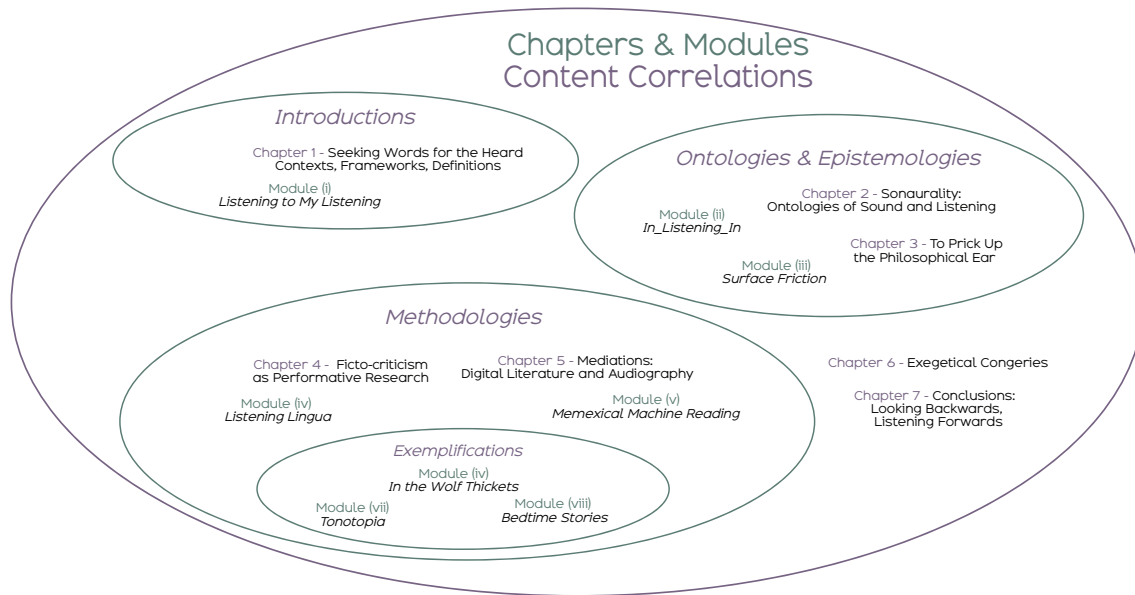 Chapters & Modules
Content Correlations
Introductions
Chapter 1 - Seeking Words for the Heard
Contexts, Frameworks, Definitions
Module (i)
Listening to My Listening
Ontologies & Epistemologies
Chapter 2 - Sonaurality:
Ontologies of Sound and Listening
Module (ii)
In_Listening_In
Chapter 3 - To Prick Up
the Philosophical Ear
Module (iii)
Surface Friction
Methodologies
Chapter 4 - Ficto-criticism
as Performative Research
Chapter 5 - Mediations:
Digital Literature and Audiography
Module (iv)
Listening Lingua
Module (v)
Memexical Machine Reading
Exemplifications
Module (iv)
In the Wolf Thickets
Module (vii)
Tonotopia
Module (viii)
Bedtime Stories
Chapter 6 - Exegetical Congeries
Chapter 7 - Conclusions:
Looking Backwards,
Listening Forwards